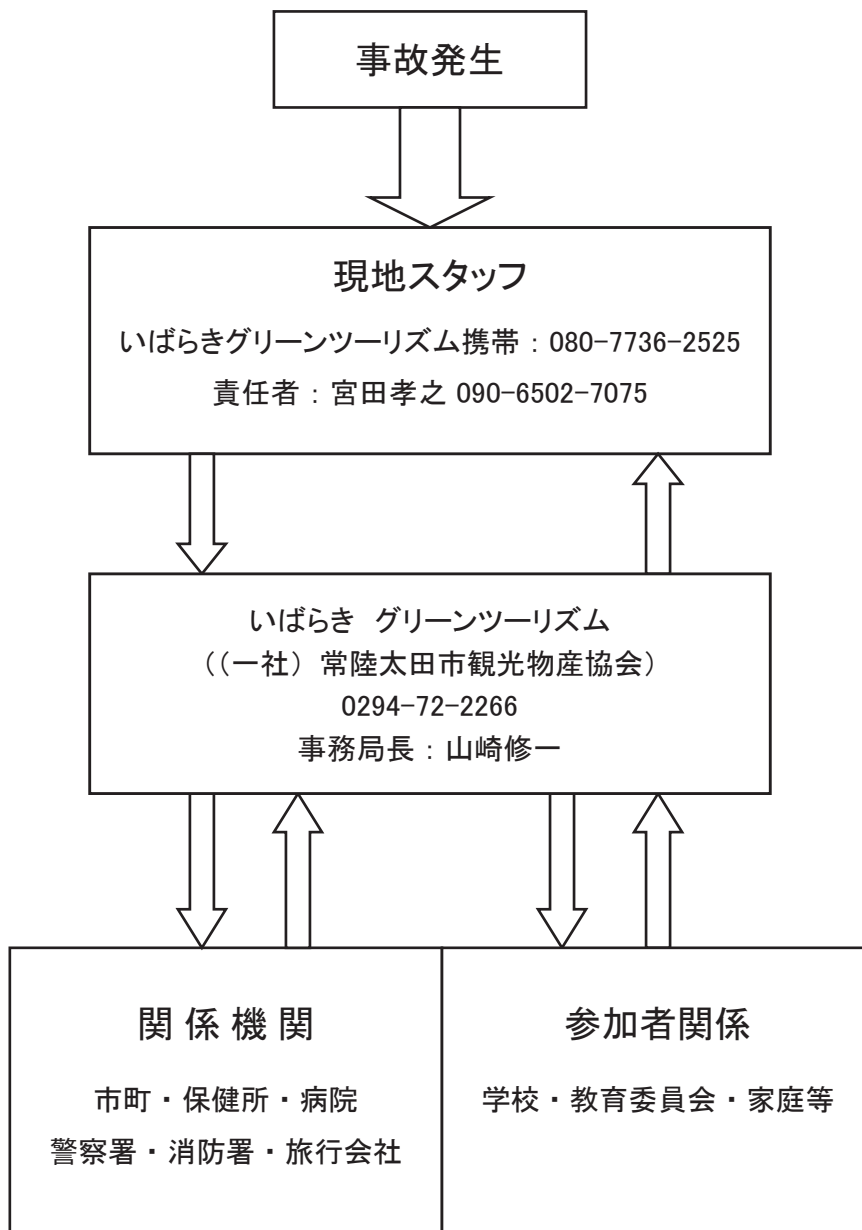 事故発生
現地スタッフ
いばらきグリーンツーリズム携帯：080-7736-2525
責任者：宮田孝之 090-6502-7075
いばらき　グリーンツーリズム
（（一社） 常陸太田市観光物産協会）
0294-72-2266
事務局長：山崎修一
関 係 機 関
市町・保健所・病院
警察署・消防署・旅行会社
参加者関係
学校・教育委員会・家庭等